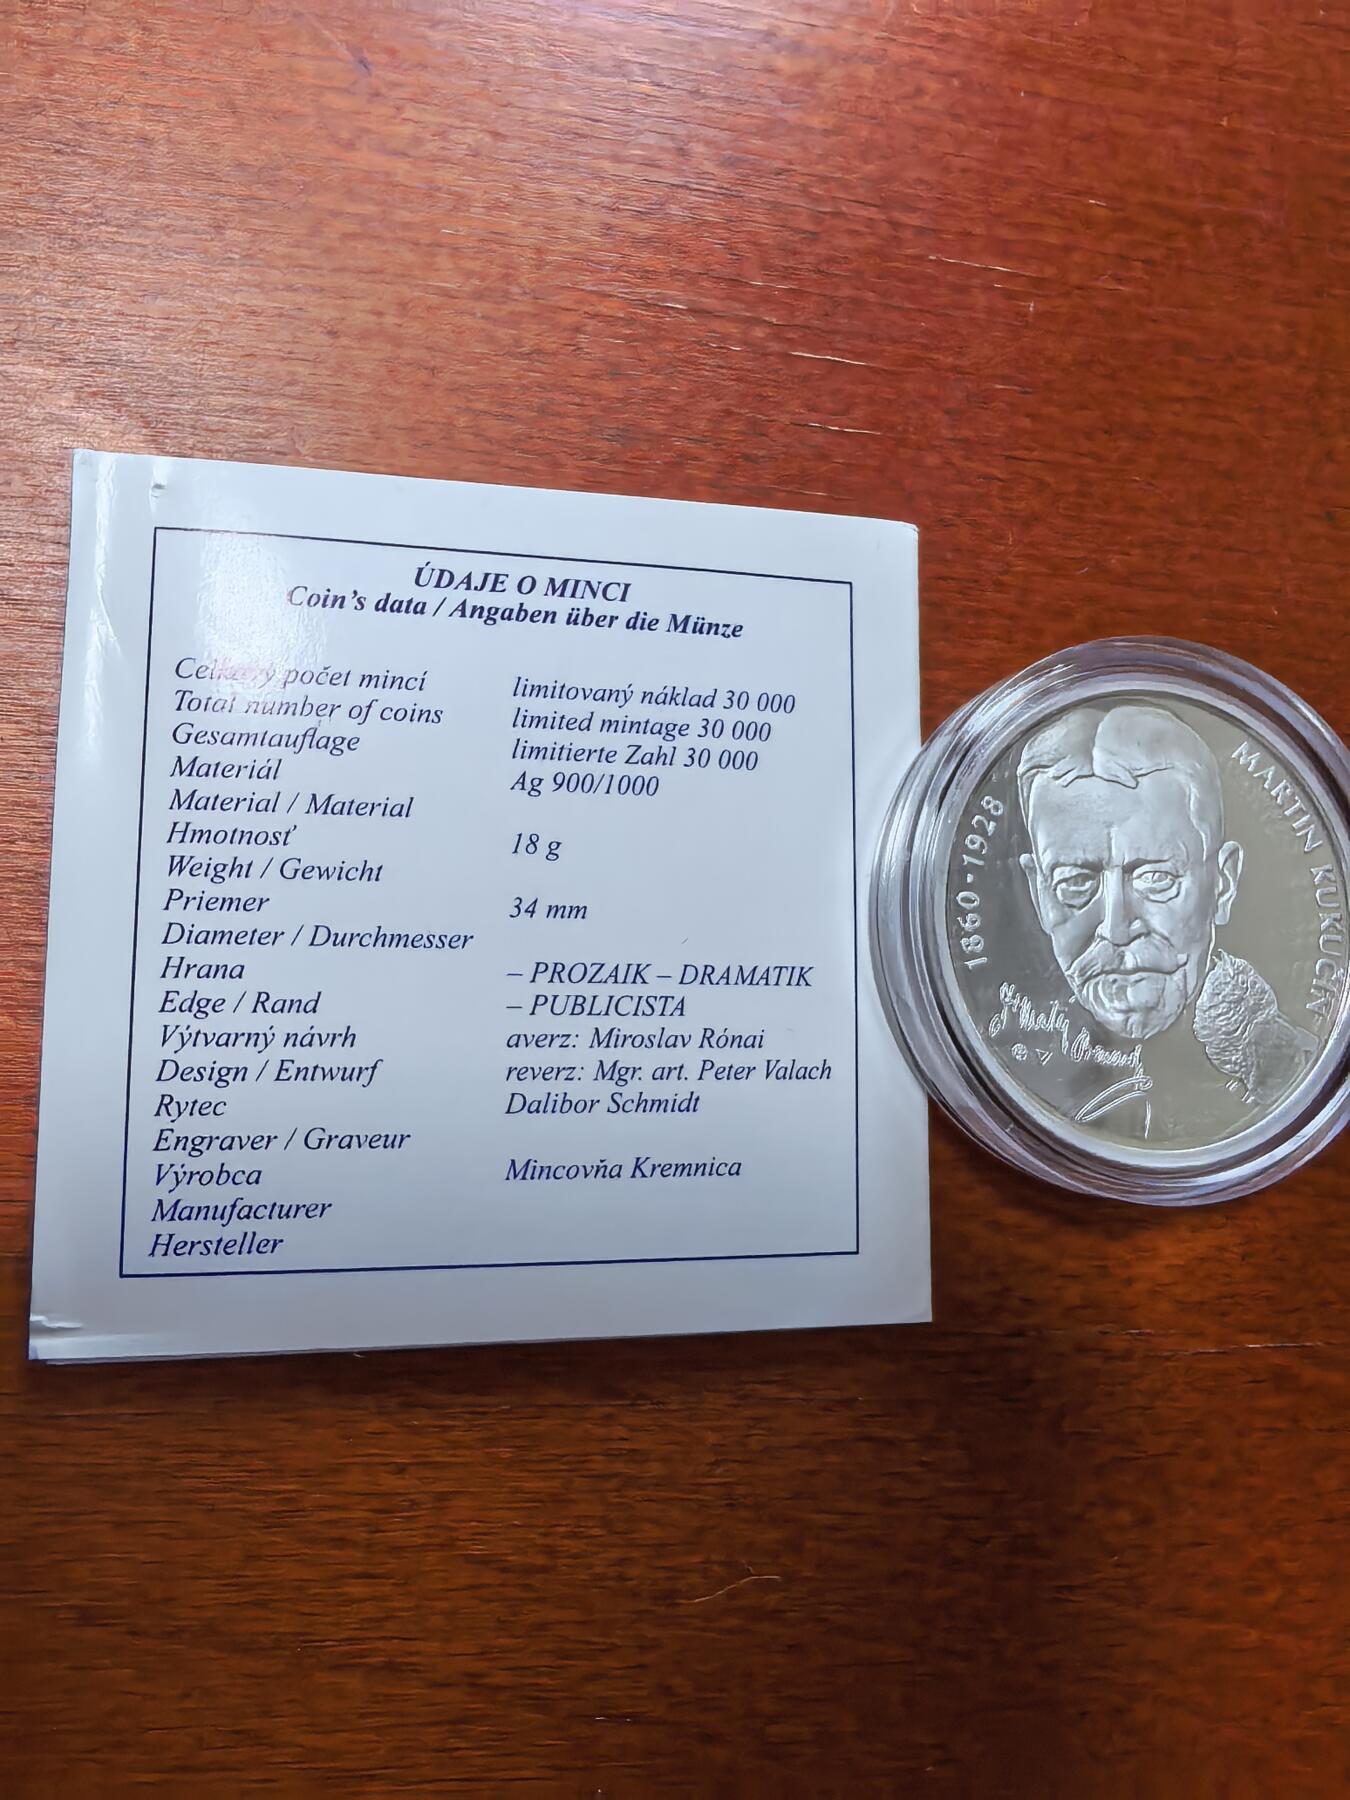 ÚDAJE O MINCI
Coin's data / Angaben über die Münze
Celkový počet mincí
limitovaný náklad 30 000
Total number of coins
limited mintage 30 000
Gesamtauflage
limitierte Zahl 30 000
Materiál
Ag 900/1000
Material / Material
Hmotnosť
18 g
Weight / Gewicht
Priemer
34 mm
Diameter / Durchmesser
Hrana
– PROZAIK – DRAMATIK
Edge / Rand
– PUBLICISTA
Výtvarný návrh
averz: Miroslav Rónai
Design / Entwurf
reverz: Mgr. art. Peter Valach
Rytec
Dalibor Schmidt
Engraver / Graveur
Výrobca
Mincovňa Kremnica
Manufacturer
Hersteller
1860-1928
MARTIN KUKUČÍN